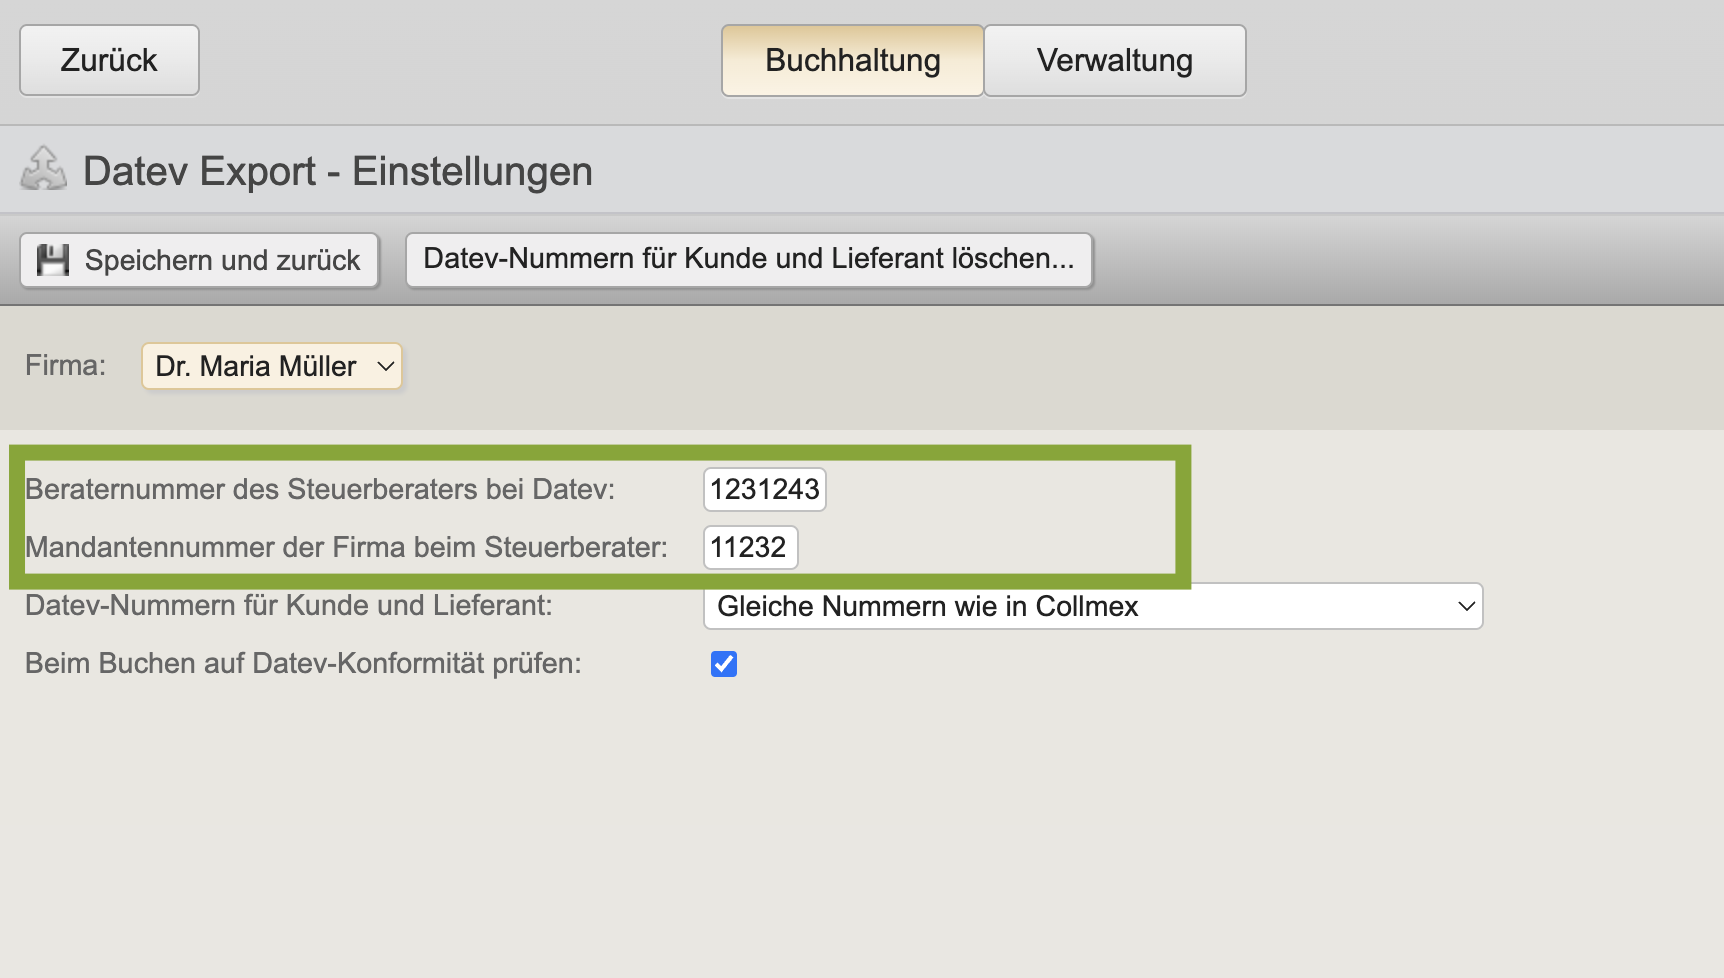 Zurück
Buchhaltung
Verwaltung
Datev Export - Einstellungen
Speichern und zurück
Datev-Nummern für Kunde und Lieferant löschen...
Firma: Dr. Maria Müller
Beraternummer des Steuerberaters bei Datev: 1231243
Mandantennummer der Firma beim Steuerberater: 11232
Datev-Nummern für Kunde und Lieferant: Gleiche Nummern wie in Collmex
Beim Buchen auf Datev-Konformität prüfen: